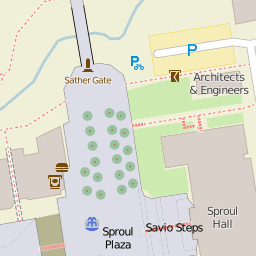 P
Sather Gate
Architects
& Engineers
Sproul
Plaza
Savio Steps
Sproul
Hall